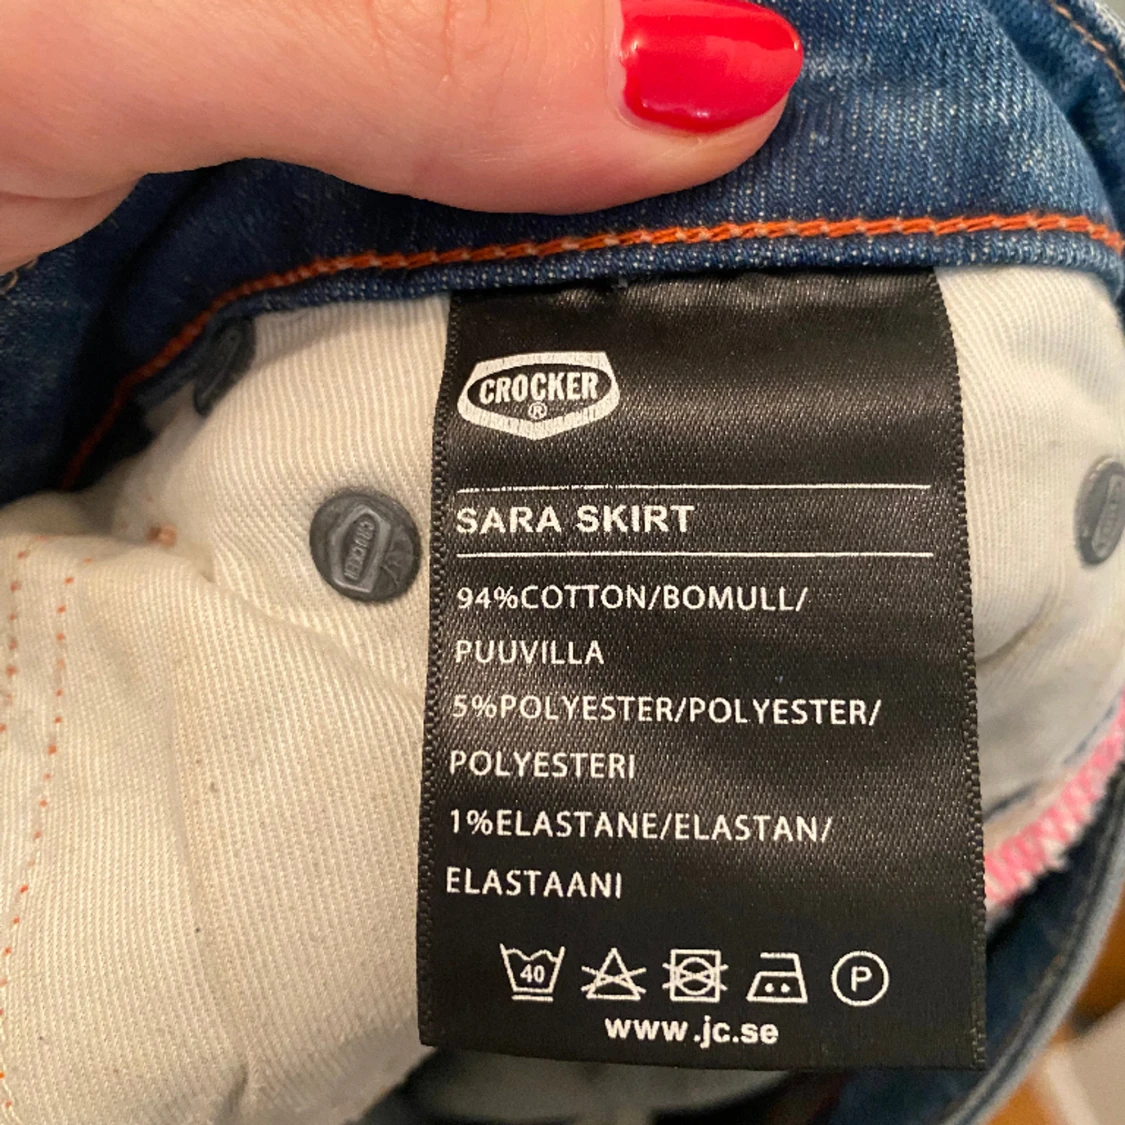 CROCKER
®
SARA SKIRT
94%COTTON/BOMULL/
PUUVILLA
5%POLYESTER/POLYESTER/
POLYESTERI
1%ELASTANE/ELASTAN/
ELASTAANI
40
P
www.jc.se
CROCKER